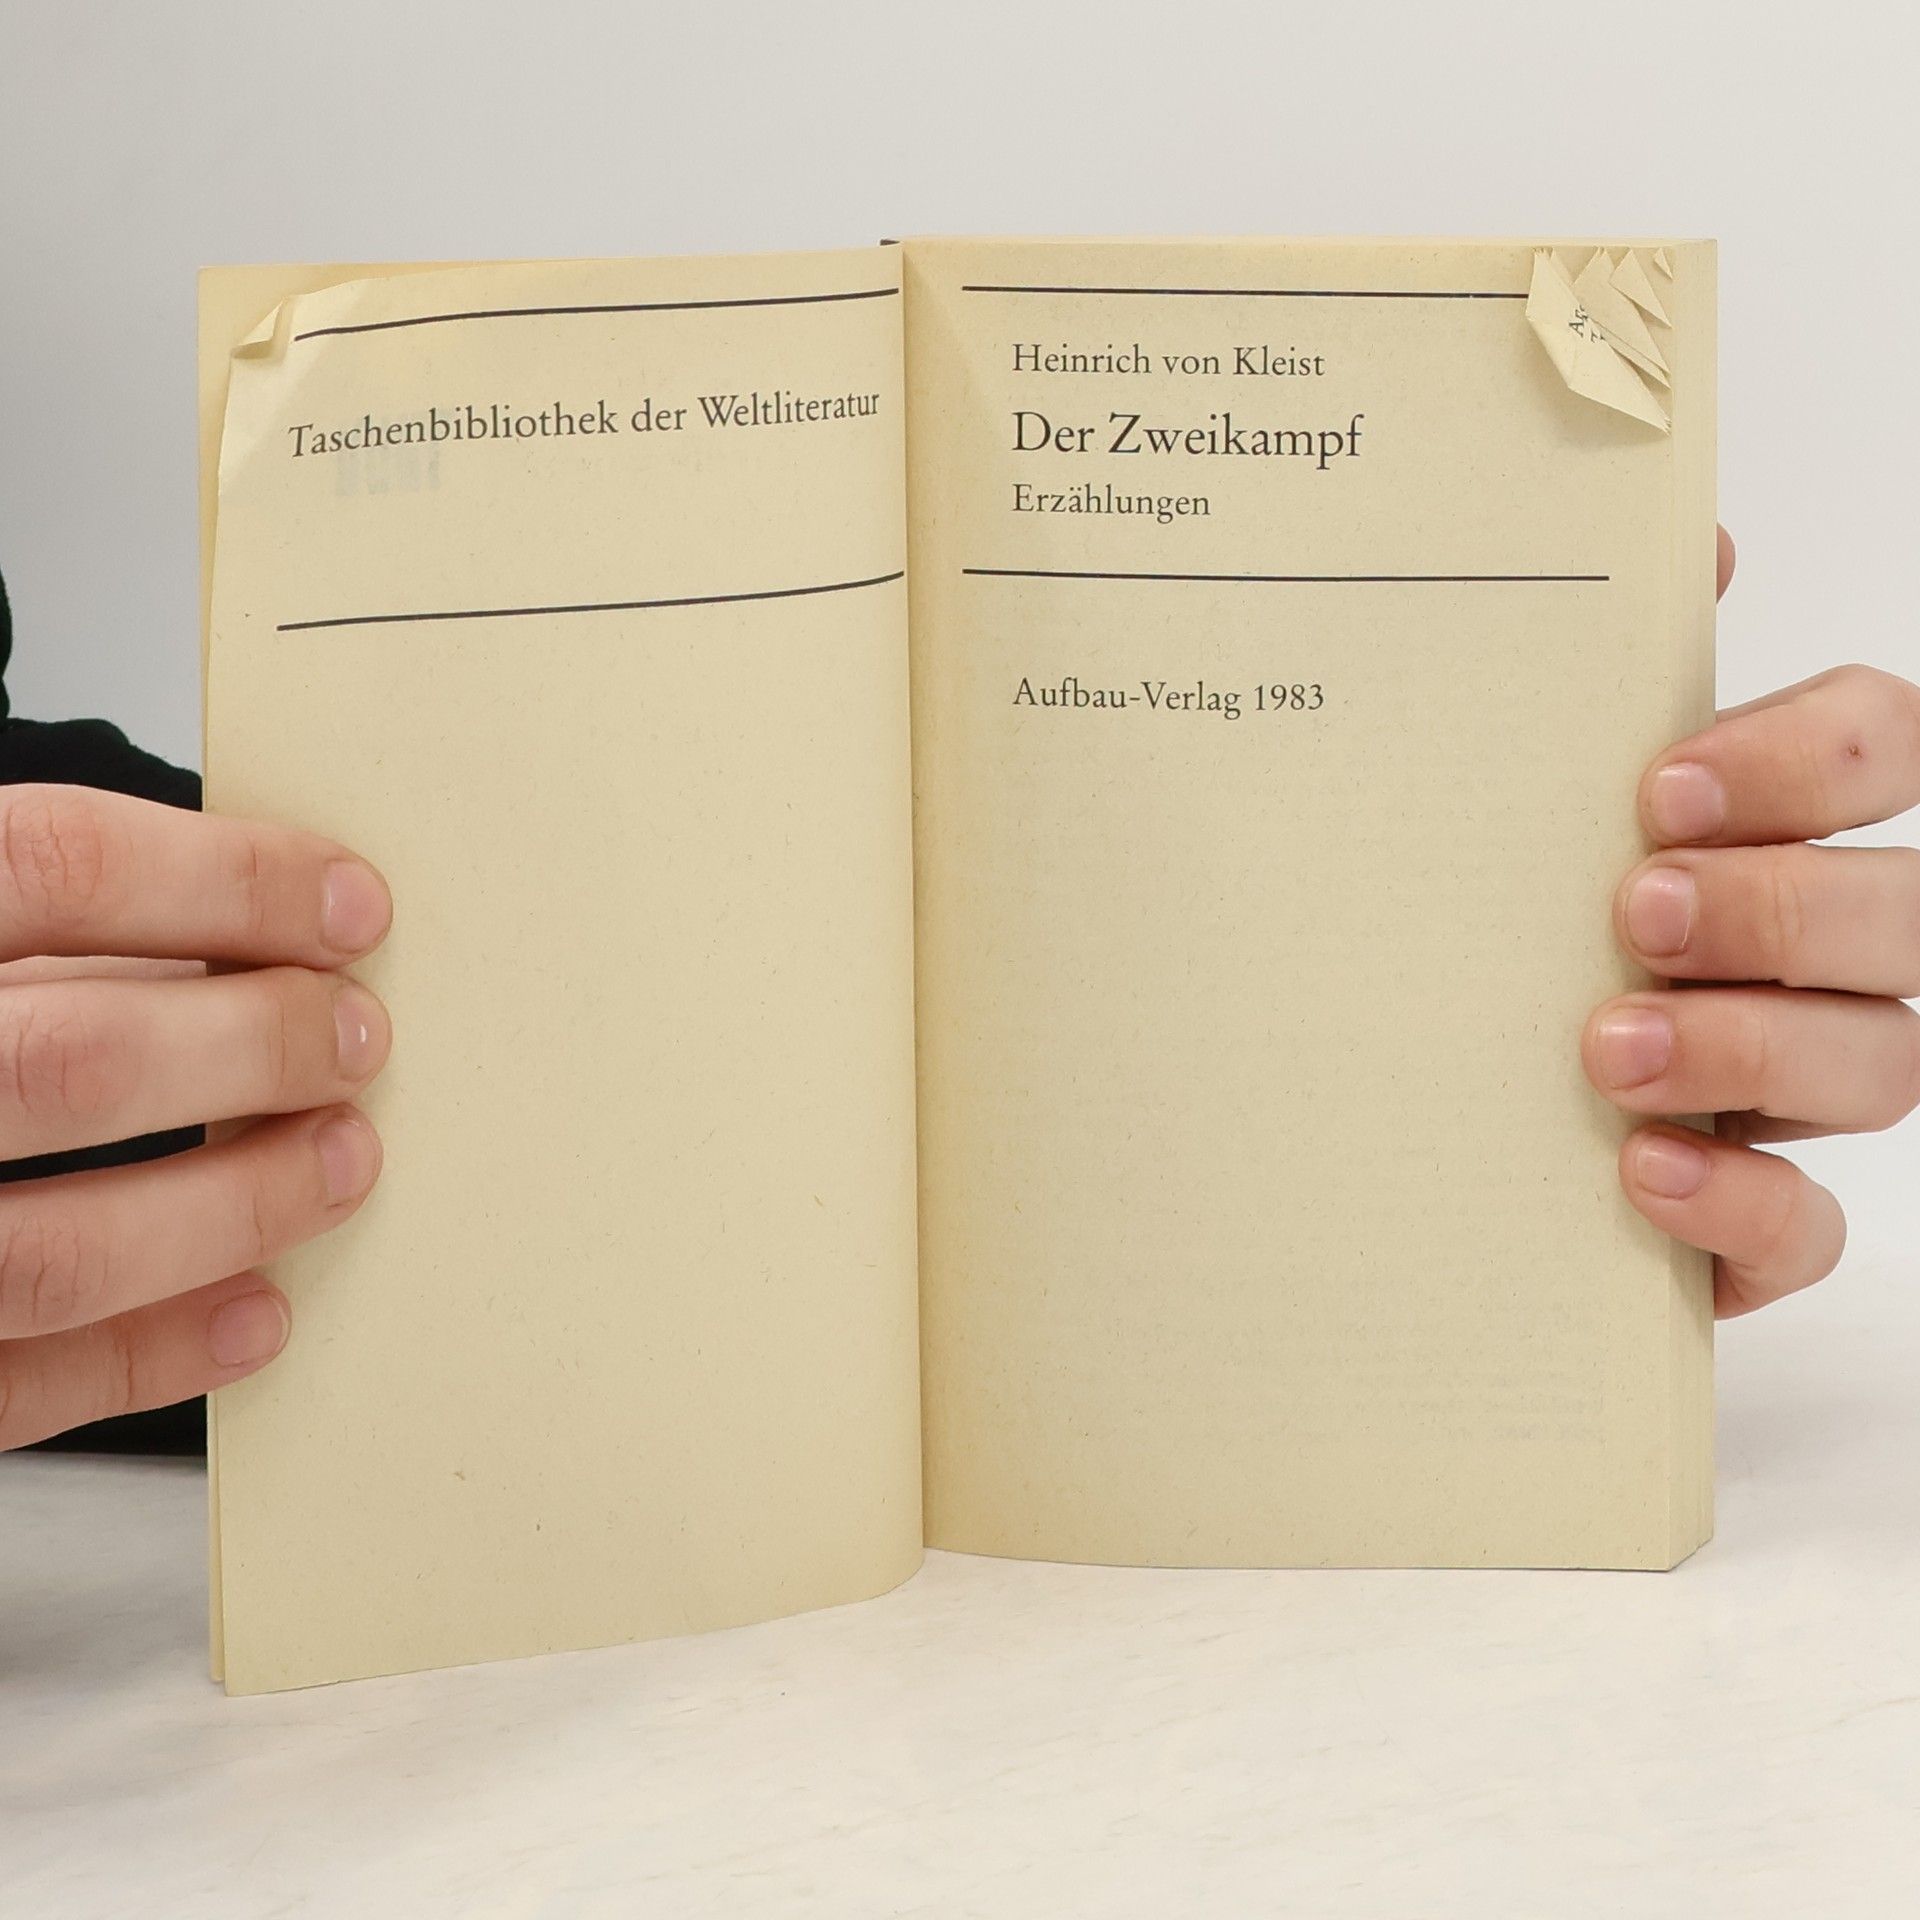 Taschenbibliothek der Weltliteratur
Heinrich von Kleist
Der Zweikampf
Erzählungen
Aufbau-Verlag 1983